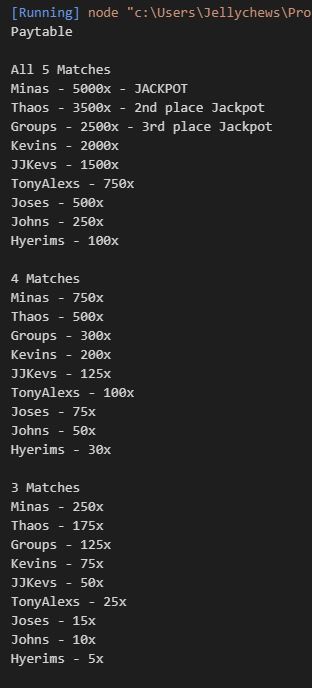 [Running] node "c:\Users\Jellychews\Pro
Paytable
All 5 Matches
Minas - 5000x - JACKPOT
Thaos - 3500x - 2nd place Jackpot
Groups - 2500x - 3rd place Jackpot
Kevins - 2000x
JJKevs - 1500x
TonyAlexs - 750x
Joses - 500x
Johns - 250x
Hyerims - 100x
4 Matches
Minas - 750x
Thaos - 500x
Groups - 300x
Kevins - 200x
JJKevs - 125x
TonyAlexs - 100x
Joses - 75x
Johns - 50x
Hyerims - 30x
3 Matches
Minas - 250x
Thaos - 175x
Groups - 125x
Kevins - 75x
JJKevs - 50x
TonyAlexs - 25x
Joses - 15x
Johns - 10x
Hyerims - 5x